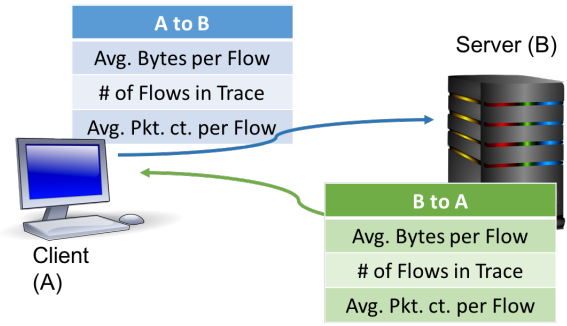 A to B
Avg. Bytes per Flow
# of Flows in Trace
Avg. Pkt. ct. per Flow
Server (B)
Client
(A)
B to A
Avg. Bytes per Flow
# of Flows in Trace
Avg. Pkt. ct. per Flow